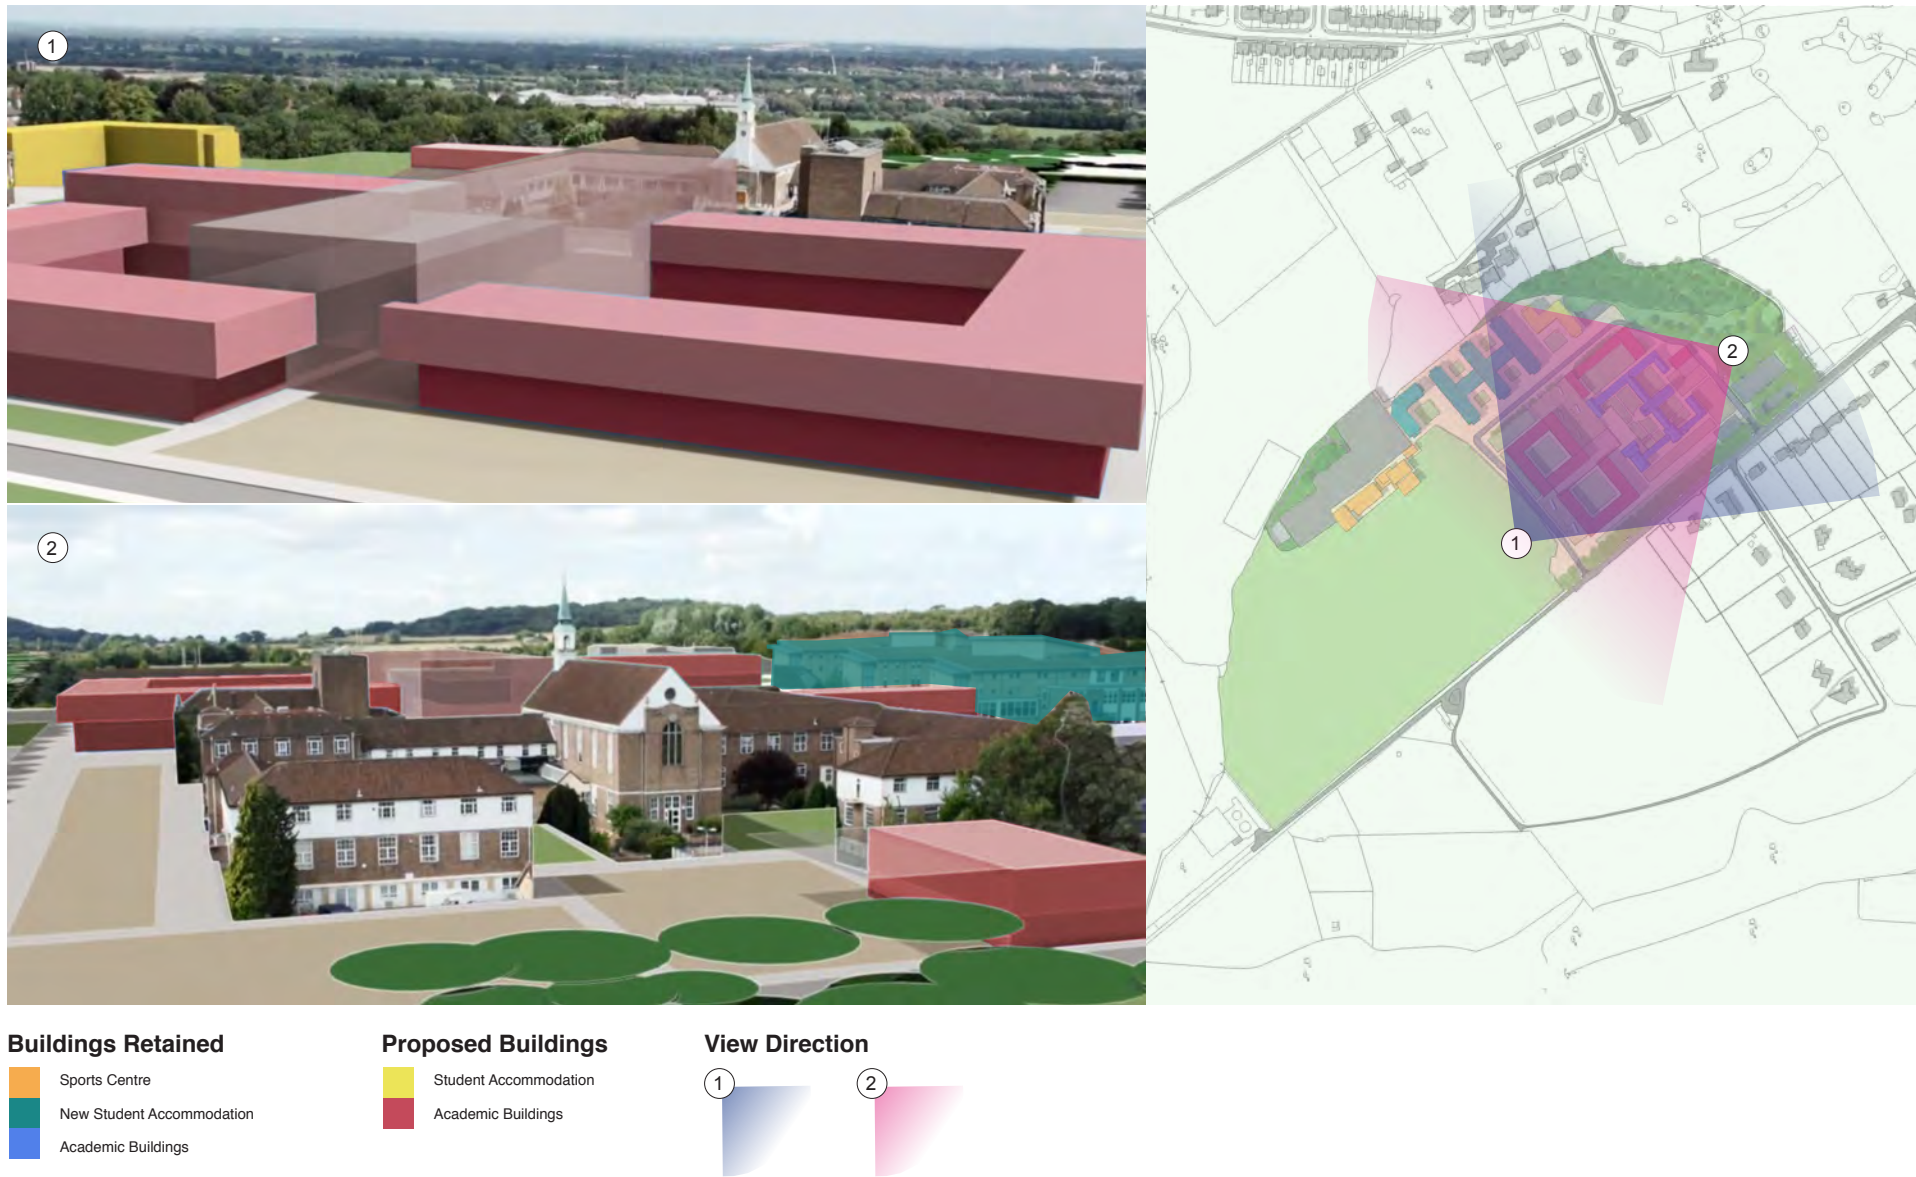 1
2
2
1
Buildings Retained
Sports Centre
New Student Accommodation
Academic Buildings
Proposed Buildings
Student Accommodation
Academic Buildings
View Direction
1
2